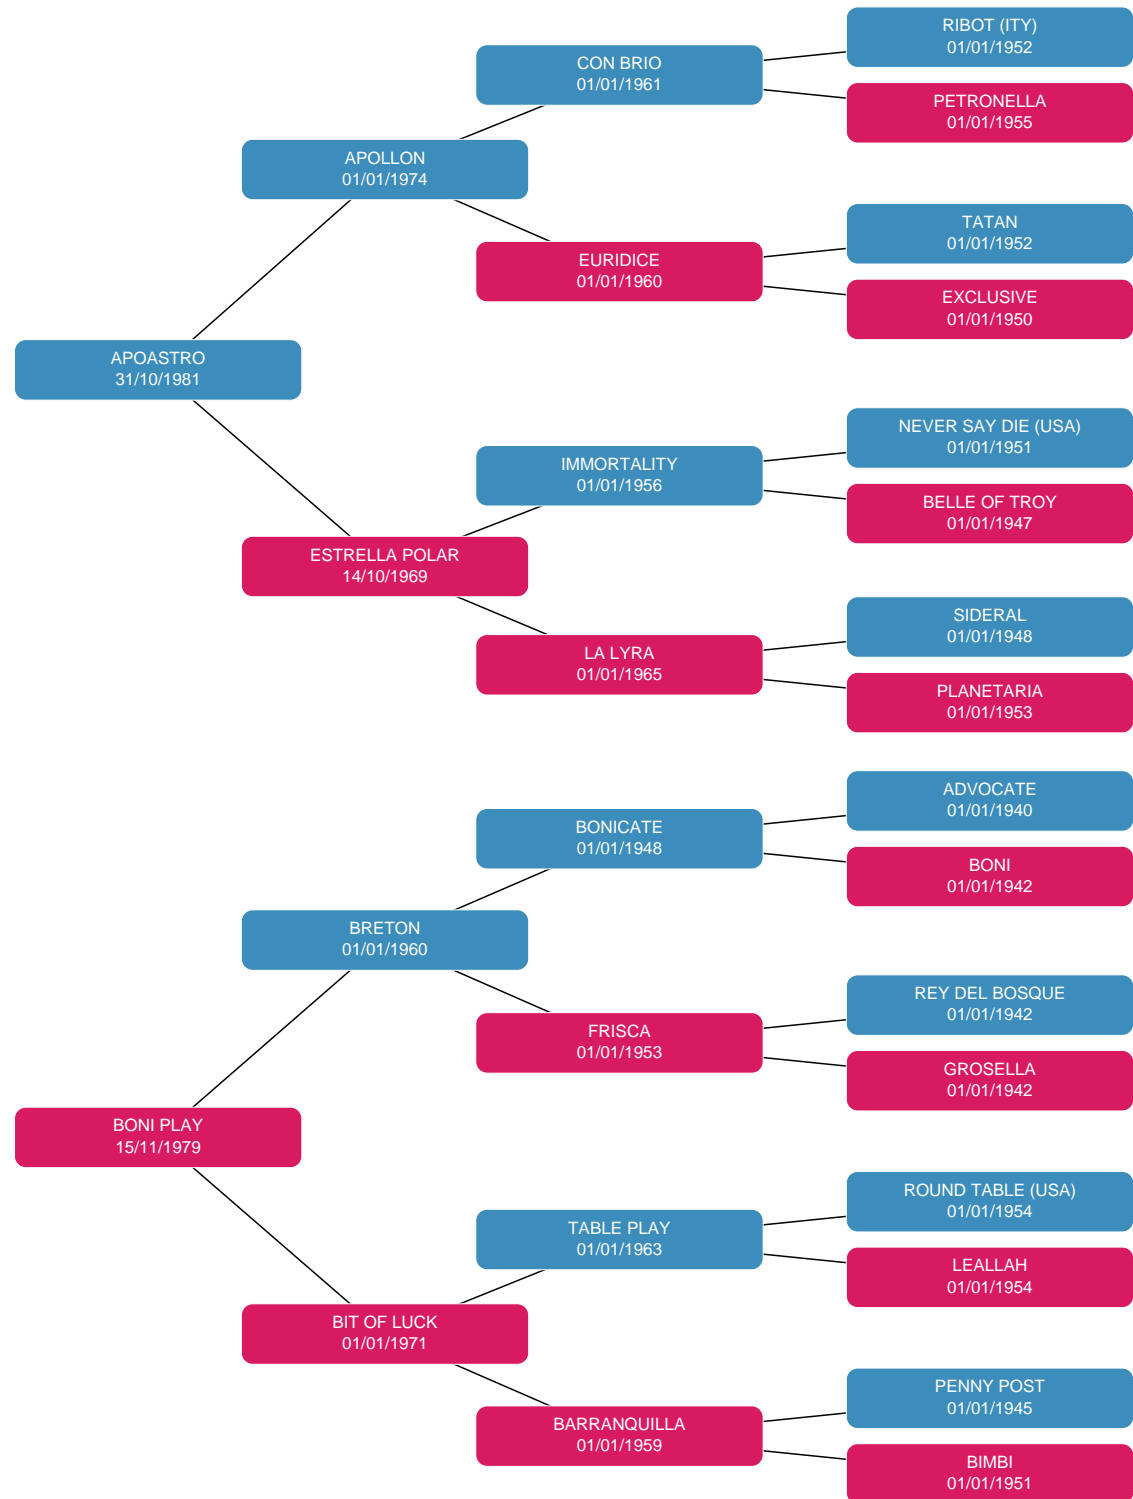 RIBOT (ITY)
01/01/1952
CON BRIO
01/01/1961
PETRONELLA
01/01/1955
APOLLON
01/01/1974
TATAN
01/01/1952
EURIDICE
01/01/1960
EXCLUSIVE
01/01/1950
APOASTRO
31/10/1981
NEVER SAY DIE (USA)
01/01/1951
IMMORTALITY
01/01/1956
BELLE OF TROY
01/01/1947
ESTRELLA POLAR
14/10/1969
SIDERAL
01/01/1948
LA LYRA
01/01/1965
PLANETARIA
01/01/1953
ADVOCATE
01/01/1940
BONICATE
01/01/1948
BONI
01/01/1942
BRETON
01/01/1960
REY DEL BOSQUE
01/01/1942
FRISCA
01/01/1953
GROSELLA
01/01/1942
BONI PLAY
15/11/1979
ROUND TABLE (USA)
01/01/1954
TABLE PLAY
01/01/1963
LEALLAH
01/01/1954
BIT OF LUCK
01/01/1971
PENNY POST
01/01/1945
BARRANQUILLA
01/01/1959
BIMBI
01/01/1951